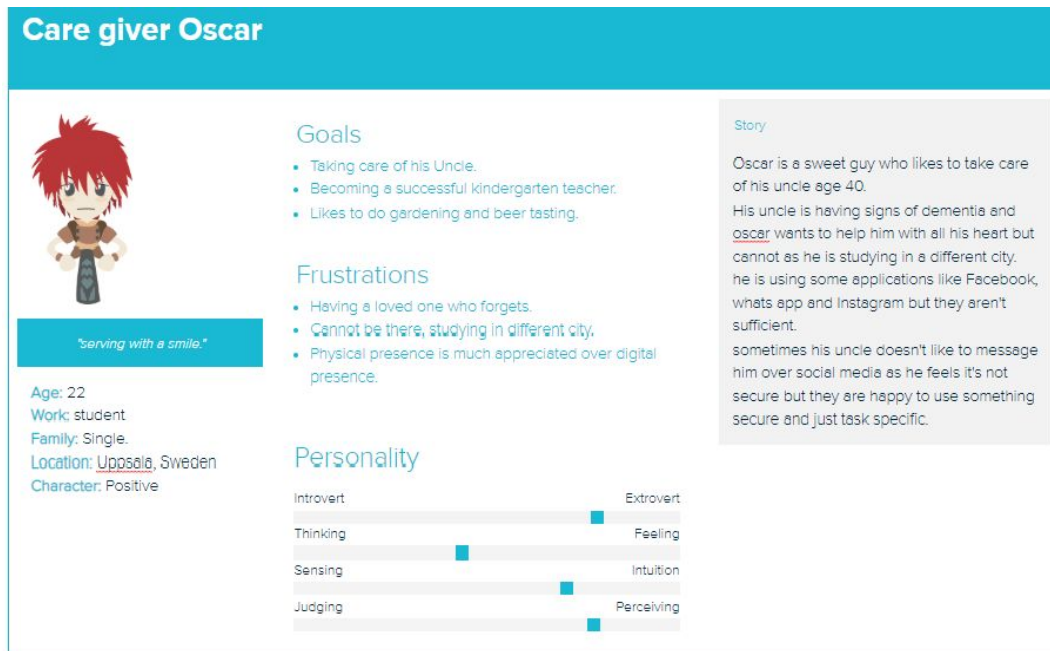 Care giver Oscar
"serving with a smile."
Age: 22
Work: student
Family: Single.
Location: Uppsala, Sweden
Character: Positive
Goals
• Taking care of his Uncle.
• Becoming a successful kindergarten teacher.
• Likes to do gardening and beer tasting.
Frustrations
• Having a loved one who forgets.
• Cannot be there, studying in different city.
• Physical presence is much appreciated over digital
presence.
Personality
Introvert Extrovert
Thinking Feeling
Sensing Intuition
Judging Perceiving
Story
Oscar is a sweet guy who likes to take care
of his uncle age 40.
His uncle is having signs of dementia and
oscar wants to help him with all his heart but
cannot as he is studying in a different city.
he is using some applications like Facebook,
whats app and Instagram but they aren't
sufficient.
sometimes his uncle doesn't like to message
him over social media as he feels it's not
secure but they are happy to use something
secure and just task specific.